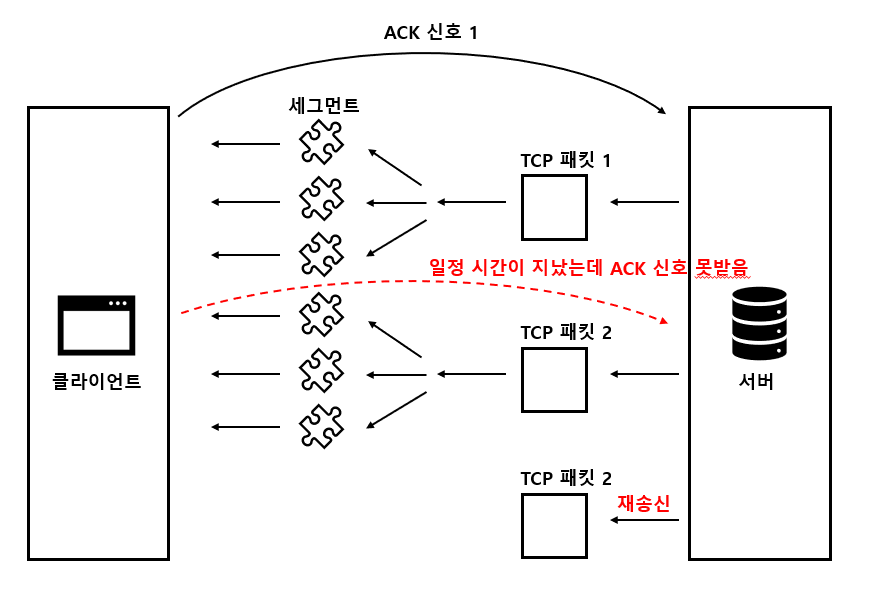 ACK 신호 1
세그먼트
TCP 패킷 1
일정 시간이 지났는데 ACK 신호 못받음
TCP 패킷 2
클라이언트
서버
TCP 패킷 2
재송신